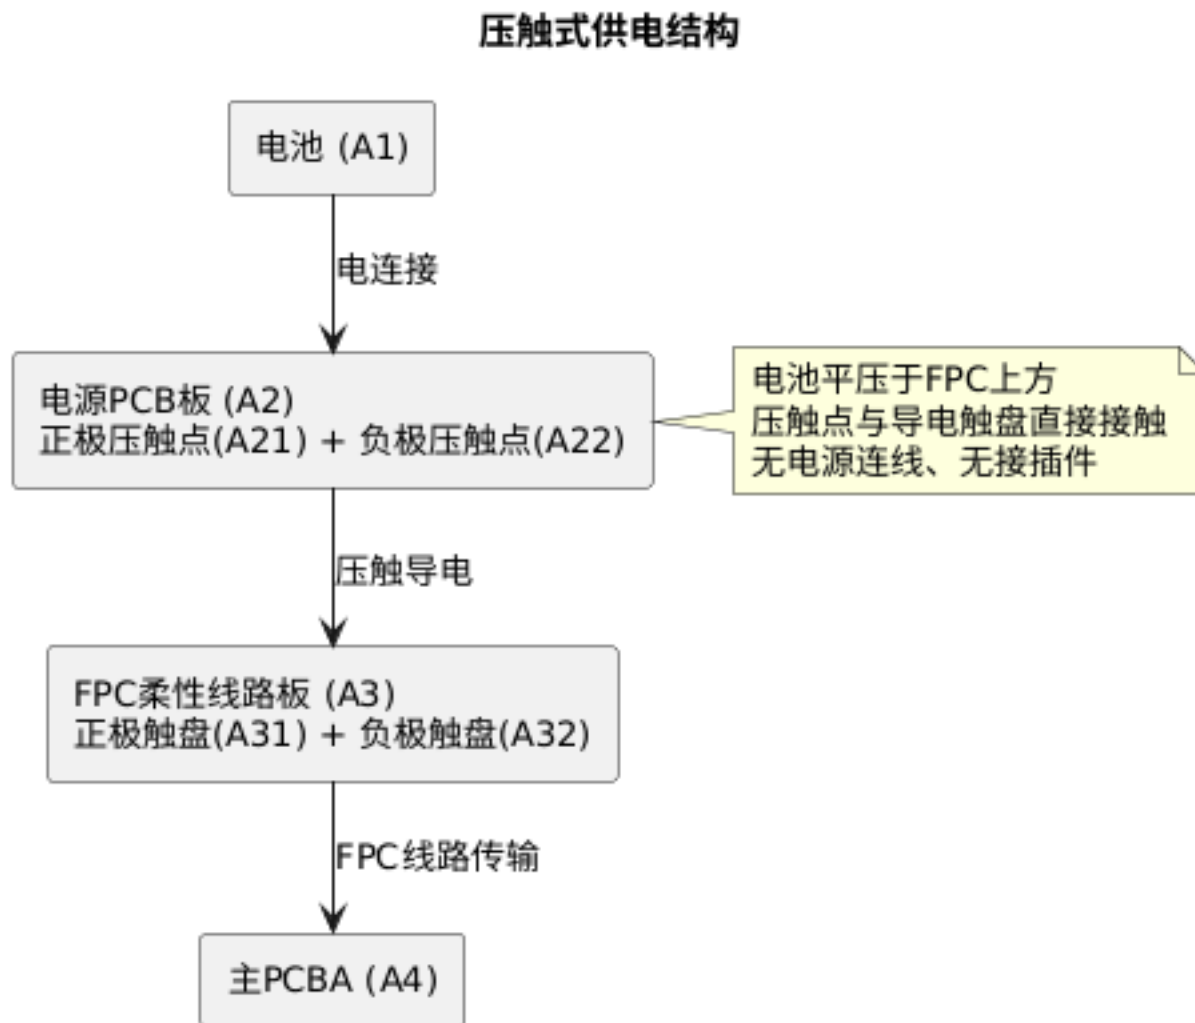 压触式供电结构
电池 (A1)
电连接
电源PCB板 (A2)
正极压触点(A21) + 负极压触点(A22)
电池平压于FPC上方
压触点与导电触盘直接接触
无电源连线、无接插件
压触导电
FPC柔性线路板 (A3)
正极触盘(A31) + 负极触盘(A32)
FPC线路传输
主PCBA (A4)